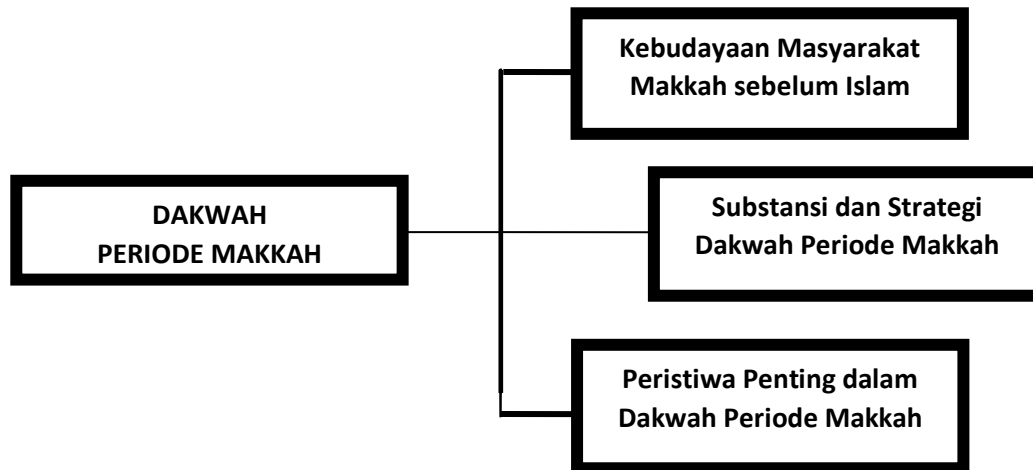 Kebudayaan Masyarakat
Makkah sebelum Islam
DAKWAH
PERIODE MAKKAH
Substansi dan Strategi
Dakwah Periode Makkah
Peristiwa Penting dalam
Dakwah Periode Makkah